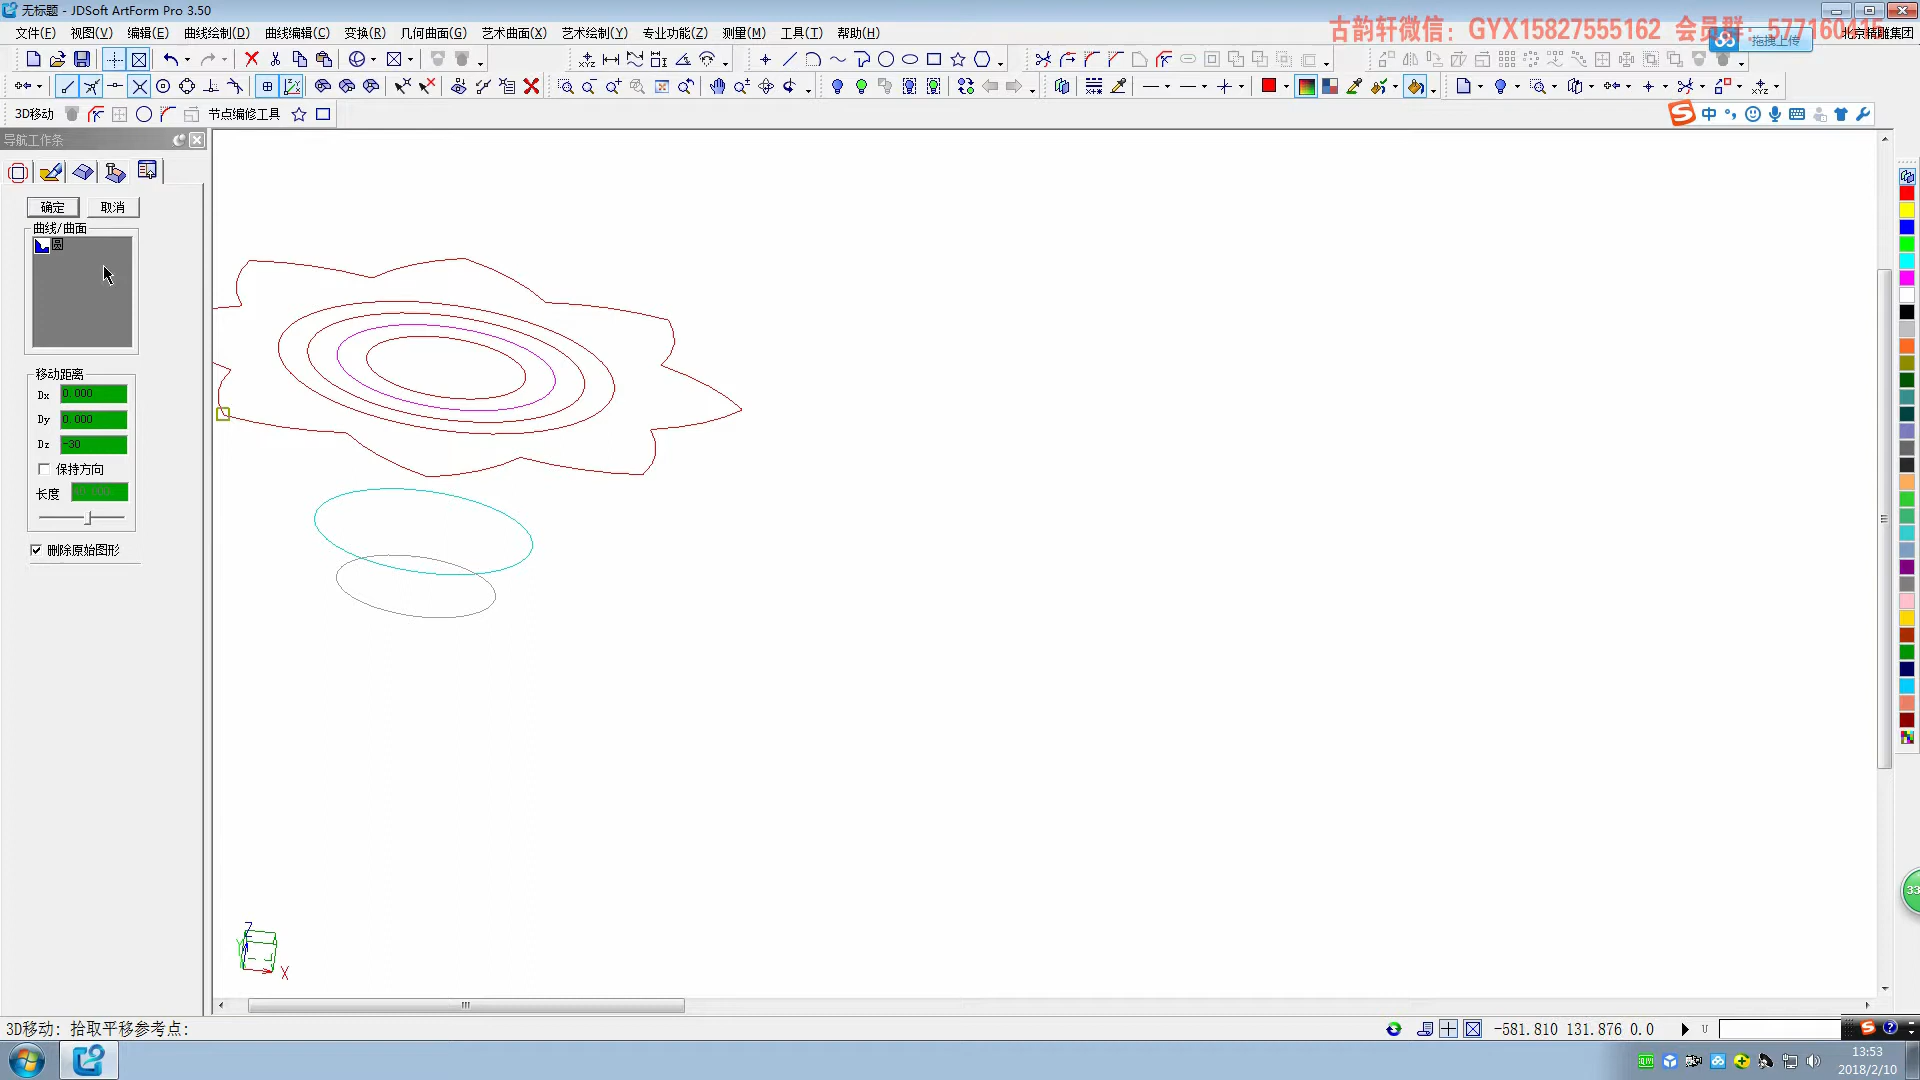 无标题 - JDSoft ArtForm Pro 3.50
古韵轩微信：GYX15827555162 会员群：577160415
文件(F) 视图(V) 编辑(E) 曲线绘制(D) 曲线编辑(C) 变换(R) 几何曲面(G) 艺术曲面(X) 艺术绘制(Y) 专业功能(Z) 测量(M) 工具(T) 帮助(H)
拖拽上传
北京精雕集团
3D移动 节点编修工具
中
导航工作条
确定 取消
曲线/曲面
圆
移动距离
Dx 0.000
Dy 0.000
Dz -30
保持方向
长度
删除原始图形
33
Z
Y
X
3D移动: 拾取平移参考点:
-581.810 131.876 0.0
U
13:53
2018/2/10